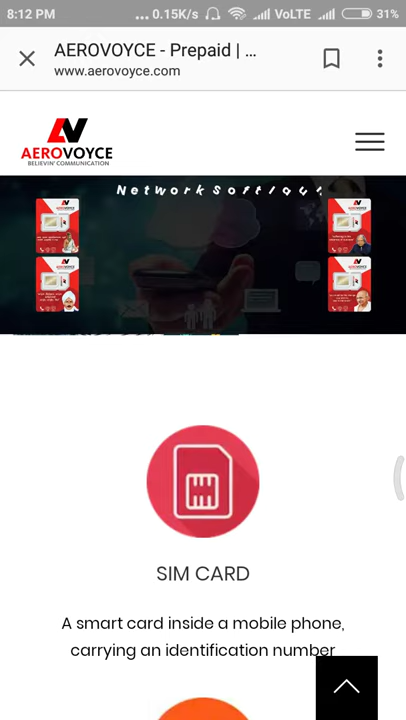 8:12 PM ... 0.15K/s VoLTE 31%
AEROVOYCE - Prepaid | ...
www.aerovoyce.com
AEROVOYCE
BELIEVIN' COMMUNICATION
Network
SIM CARD
A smart card inside a mobile phone,
carrying an identification number